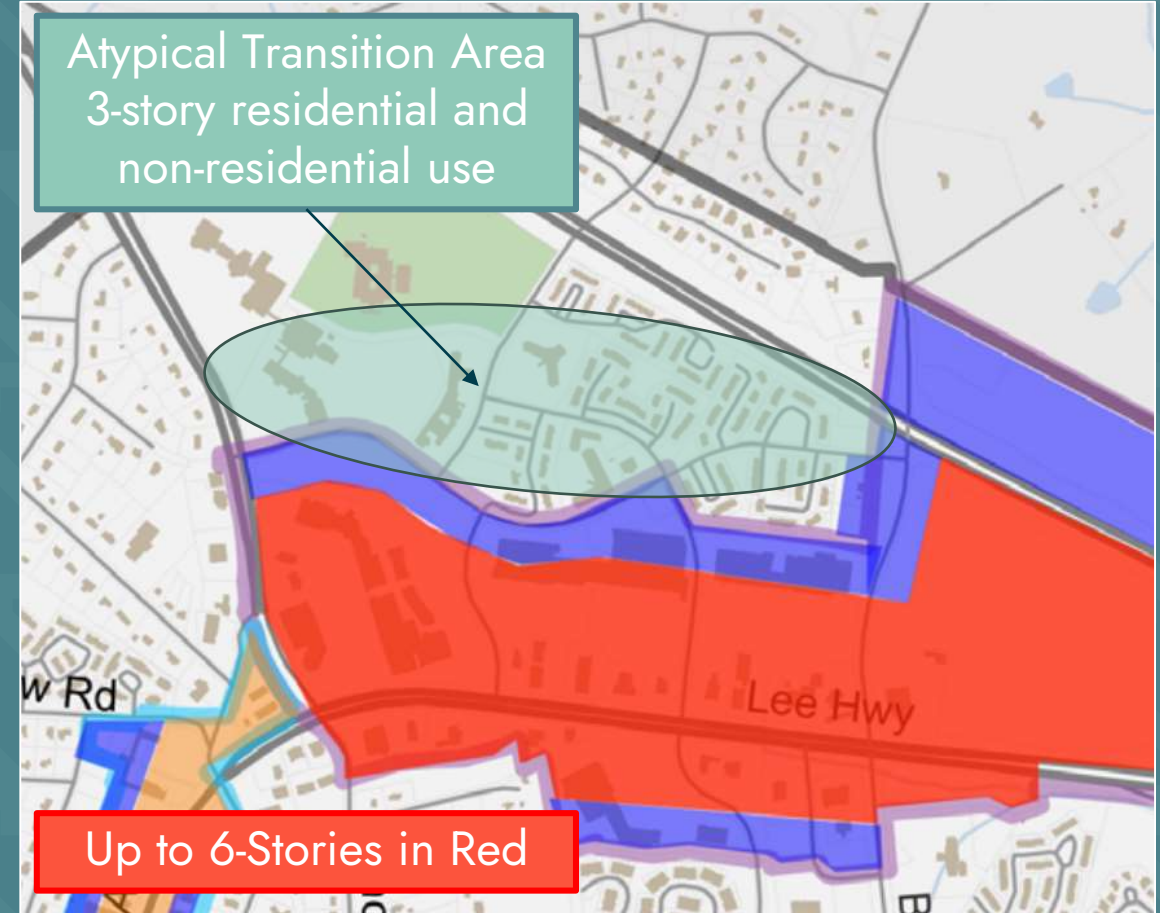 Atypical Transition Area
3-story residential and
non-residential use
w Rd
Lee Hwy
Up to 6-Stories in Red